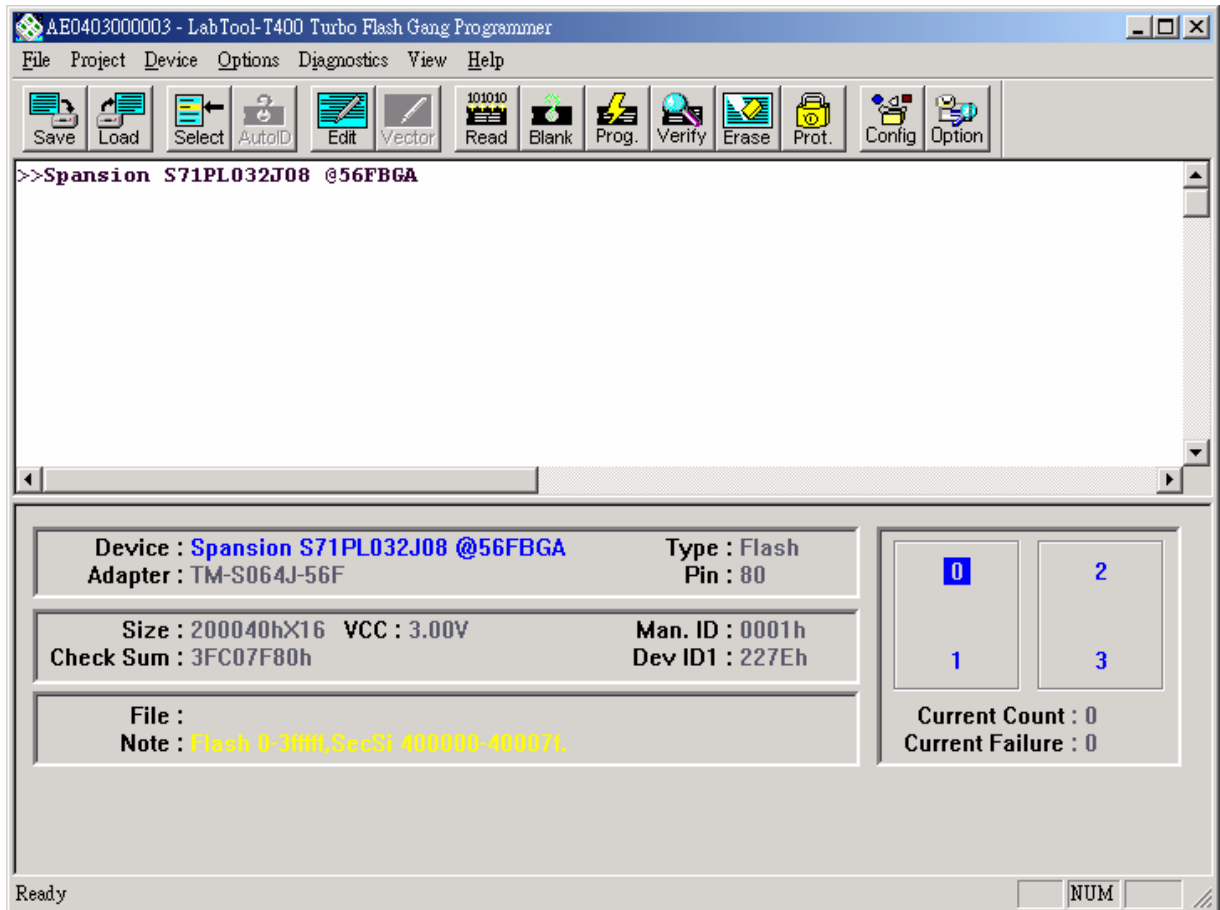 AE0403000003 - LabTool-T400 Turbo Flash Gang Programmer
File Project Device Options Diagnostics View Help
101010
Save Load Select AutoID Edit Vector Read Blank Prog. Verify Erase Prot. Config Option
>>Spansion S71PL032J08 @56FBGA
Device : Spansion S71PL032J08 @56FBGA Type : Flash
Adapter : TM-S064J-56F Pin : 80
0 2
Size : 200040hX16 VCC : 3.00V Man. ID : 0001h
Check Sum : 3FC07F80h Dev ID1 : 227Eh
1 3
File :
Note : Flash 0-3fffff,SecSi 400000-40007f.
Current Count : 0
Current Failure : 0
Ready NUM